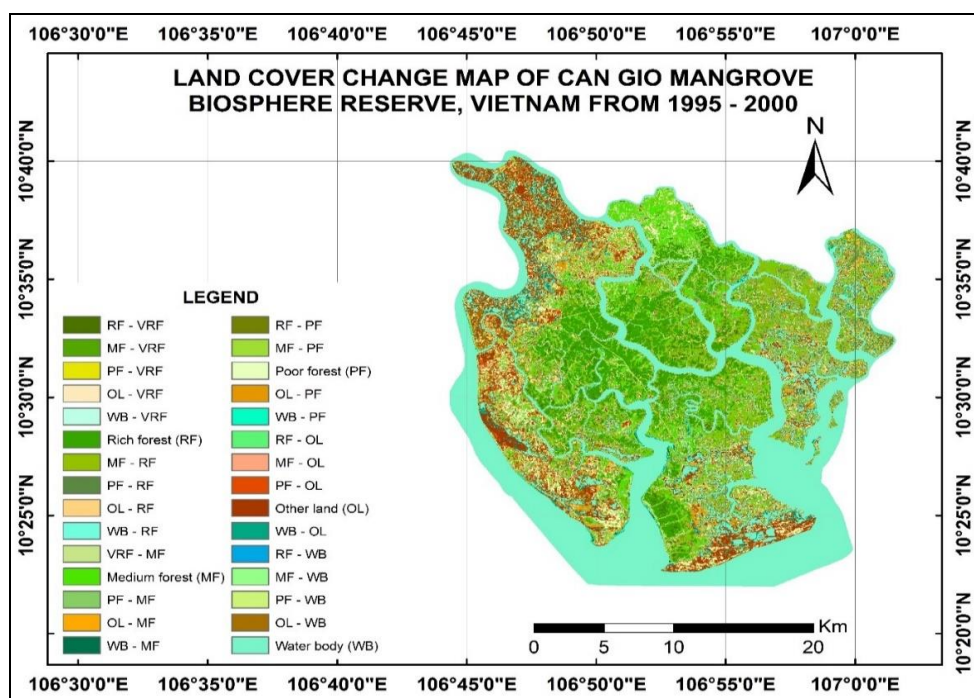 106°30'0"E 106°35'0"E 106°40'0"E 106°45'0"E 106°50'0"E 106°55'0"E 107°0'0"E
LAND COVER CHANGE MAP OF CAN GIO MANGROVE
BIOSPHERE RESERVE, VIETNAM FROM 1995 - 2000
N
10°40'0"N 10°40'0"N
10°35'0"N 10°35'0"N
10°30'0"N 10°30'0"N
10°25'0"N 10°25'0"N
10°20'0"N 10°20'0"N
LEGEND
RF - VRF
MF - VRF
PF - VRF
OL - VRF
WB - VRF
Rich forest (RF)
MF - RF
PF - RF
OL - RF
WB - RF
VRF - MF
Medium forest (MF)
PF - MF
OL - MF
WB - MF
RF - PF
MF - PF
Poor forest (PF)
OL - PF
WB - PF
RF - OL
MF - OL
PF - OL
Other land (OL)
WB - OL
RF - WB
MF - WB
PF - WB
OL - WB
Water body (WB)
Km
0 5 10 20
106°30'0"E 106°35'0"E 106°40'0"E 106°45'0"E 106°50'0"E 106°55'0"E 107°0'0"E